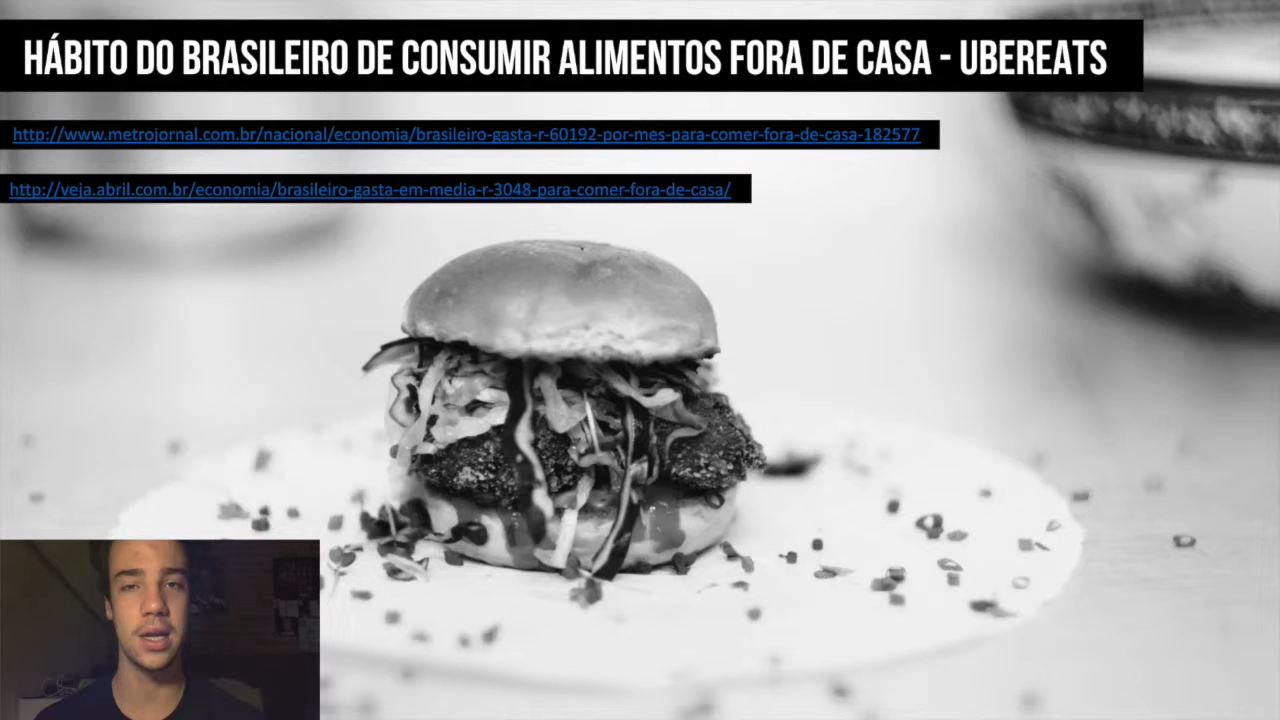 HÁBITO DO BRASILEIRO DE CONSUMIR ALIMENTOS FORA DE CASA - UBEREATS
http://www.metrojornal.com.br/nacional/economia/brasileiro-gasta-r-60192-por-mes-para-comer-fora-de-casa-182577
http://veja.abril.com.br/economia/brasileiro-gasta-em-media-r-3048-para-comer-fora-de-casa/